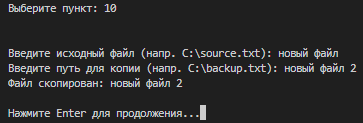 Выберите пункт: 10
Введите исходный файл (напр. C:\source.txt): новый файл
Введите путь для копии (напр. C:\backup.txt): новый файл 2
Файл скопирован: новый файл 2
Нажмите Enter для продолжения...